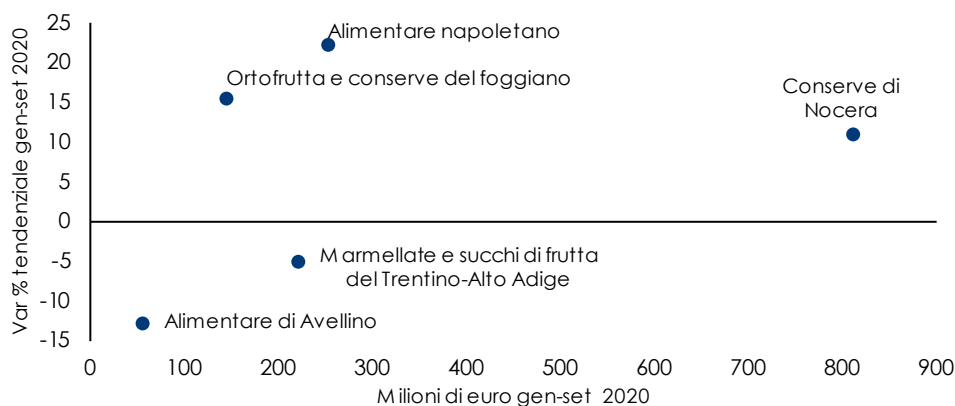 Var % tendenziale gen-set 2020
25
20
15
10
5
0
-5
-10
-15
Alimentare napoletano
Ortofrutta e conserve del foggiano
Conserve di
Nocera
Marmellate e succhi di frutta
del Trentino-Alto Adige
Alimentare di Avellino
0 100 200 300 400 500 600 700 800 900
Milioni di euro gen-set 2020